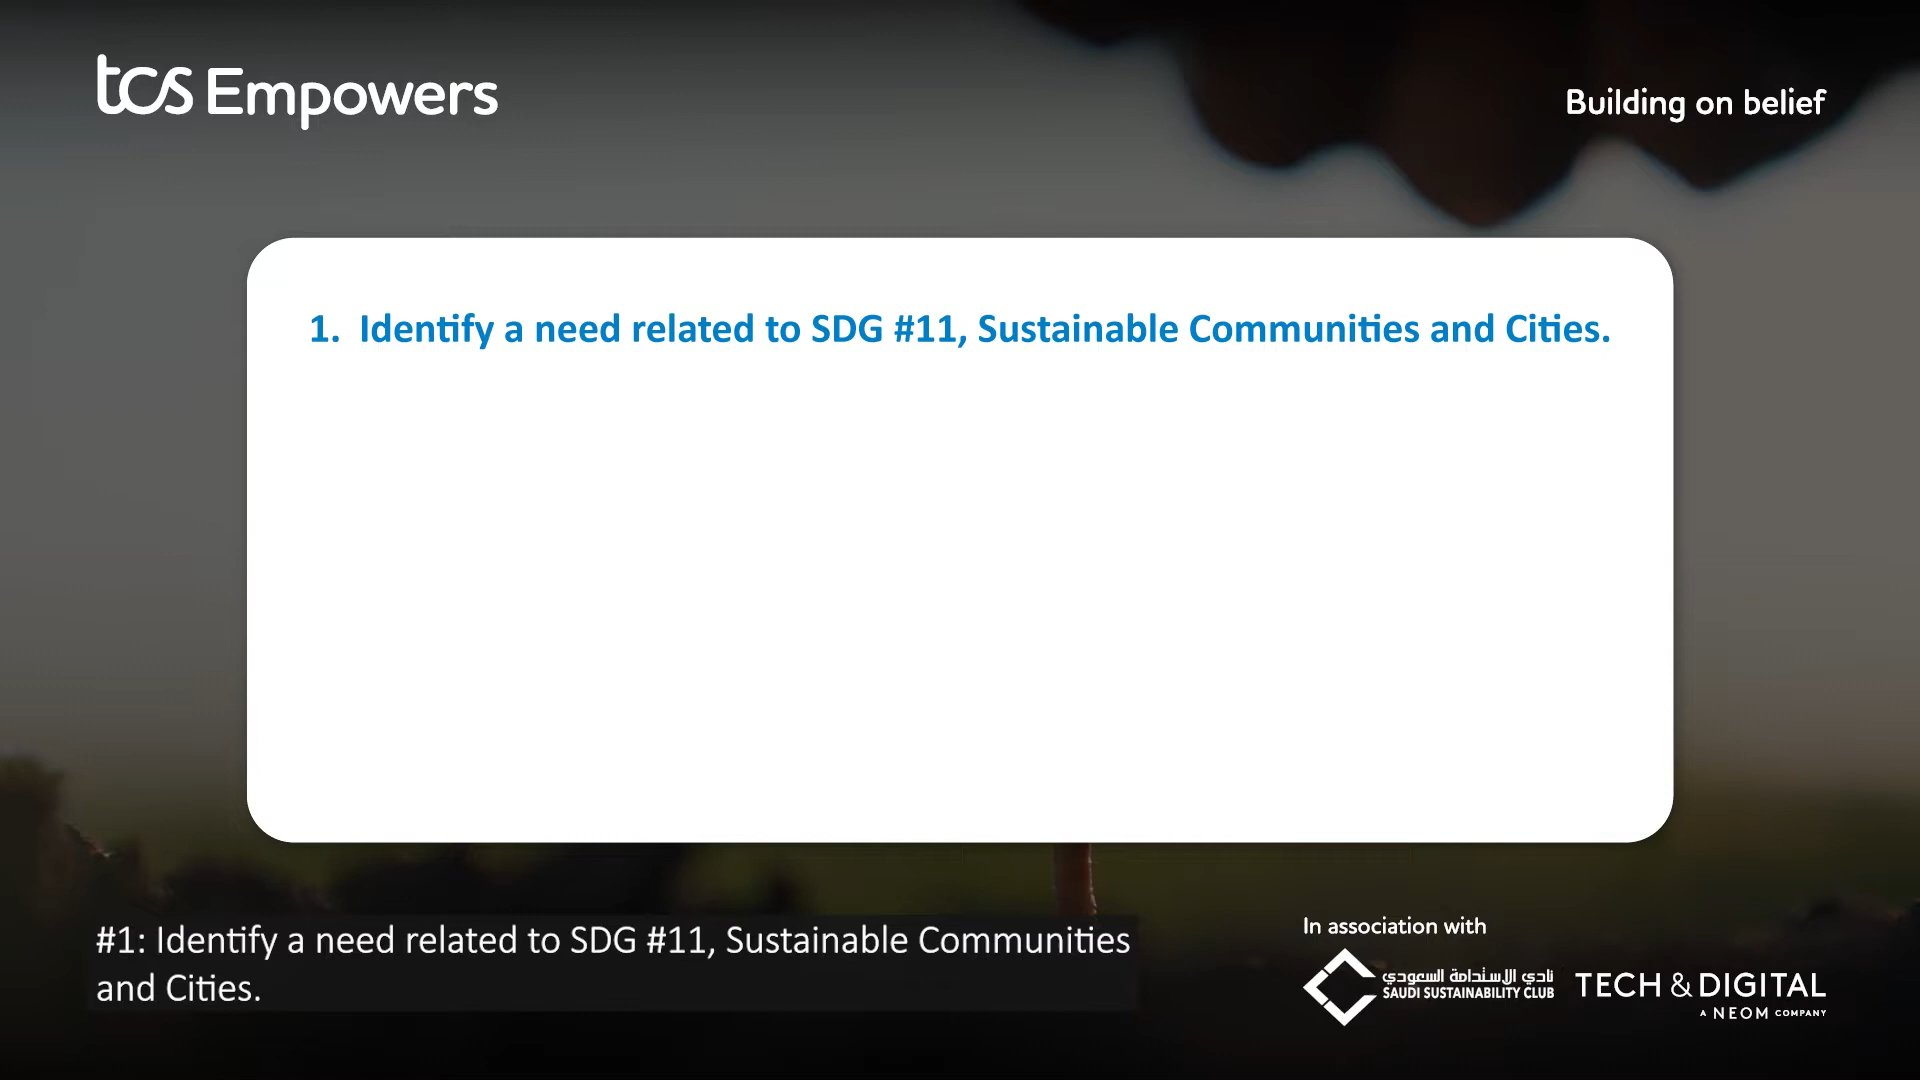 tcs Empowers
Building on belief
1. Identify a need related to SDG #11, Sustainable Communities and Cities.
#1: Identify a need related to SDG #11, Sustainable Communities
and Cities.
In association with
نادي الاستدامة السعودي
SAUDI SUSTAINABILITY CLUB
TECH & DIGITAL
A NEOM COMPANY